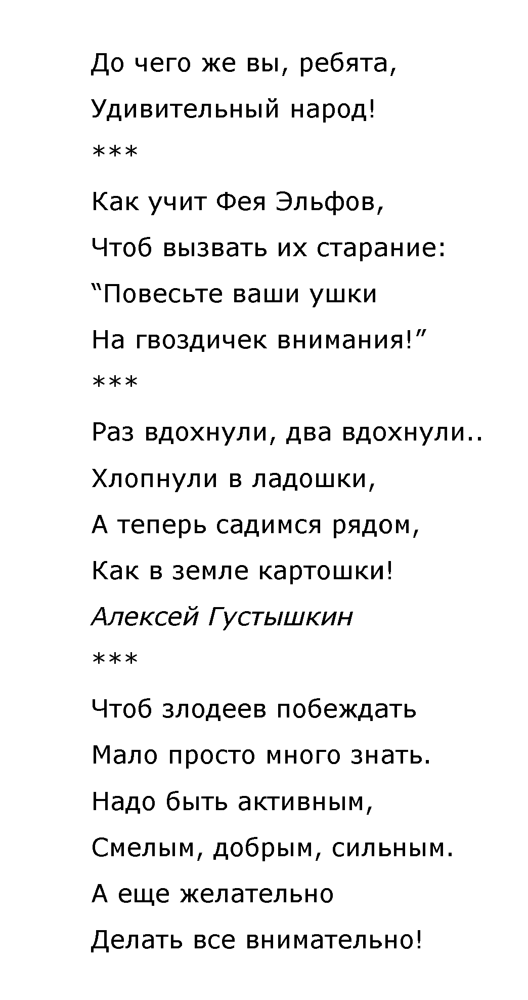 До чего же вы, ребята,
Удивительный народ!
***
Как учит Фея Эльфов,
Чтоб вызвать их старание:
“Повесьте ваши ушки
На гвоздичек внимания!”
***
Раз вдохнули, два вдохнули..
Хлопнули в ладошки,
А теперь садимся рядом,
Как в земле картошки!
Алексей Густышкин
***
Чтоб злодеев побеждать
Мало просто много знать.
Надо быть активным,
Смелым, добрым, сильным.
А еще желательно
Делать все внимательно!